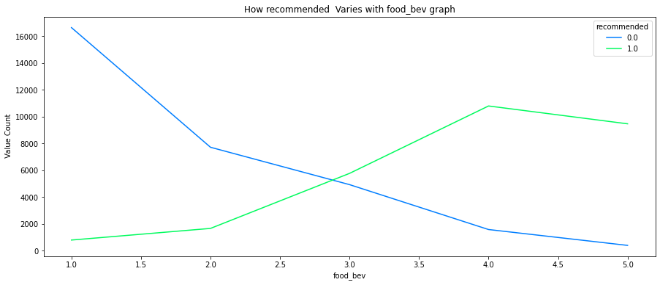 How recommended  Varies with food_bev graph
recommended
0.0
1.0
Value Count
16000
14000
12000
10000
8000
6000
4000
2000
0
1.0 1.5 2.0 2.5 3.0 3.5 4.0 4.5 5.0
food_bev